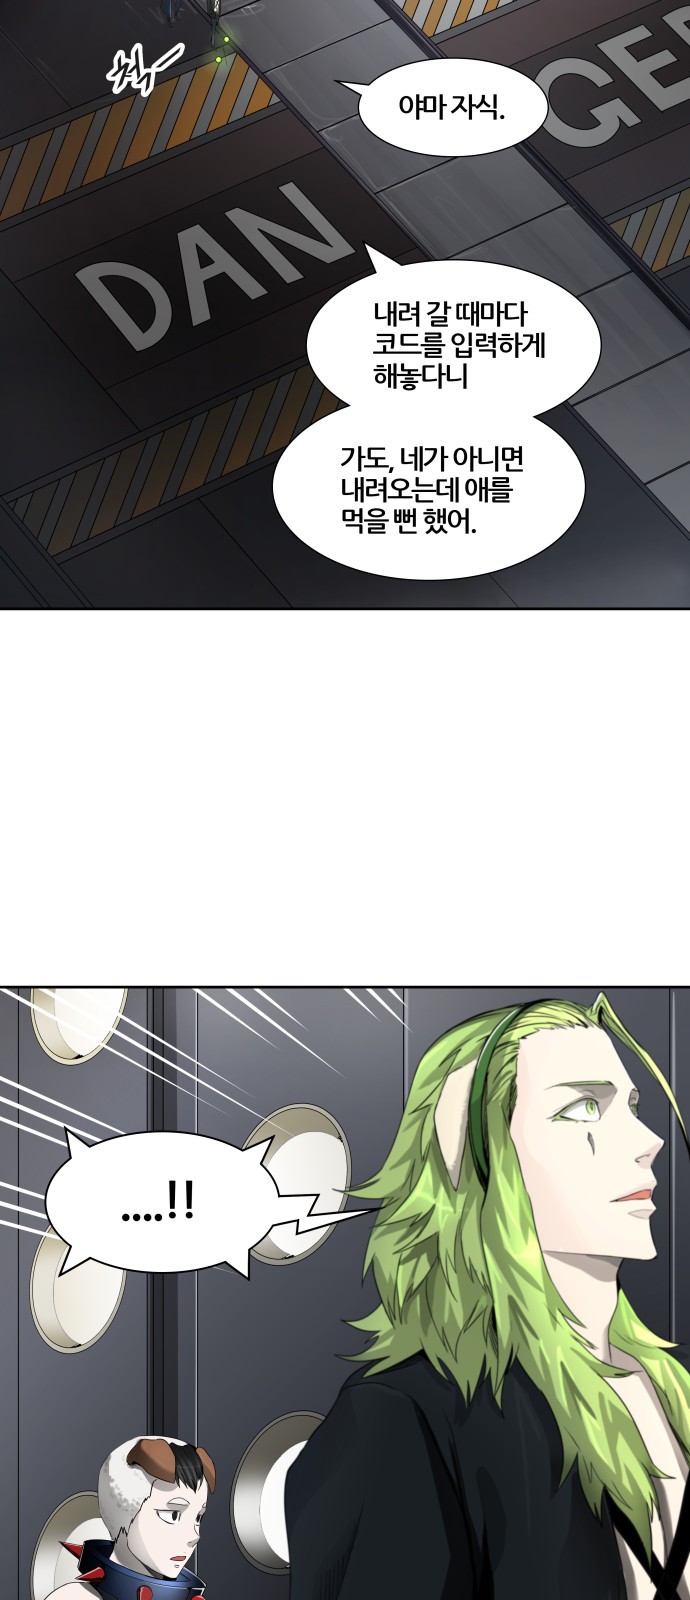 야마 자식.
GER
DAN
내려 갈 때마다
코드를 입력하게
해놓다니
가도, 네가 아니면
내려오는데 애를
먹을 뻔 했어.
....!!